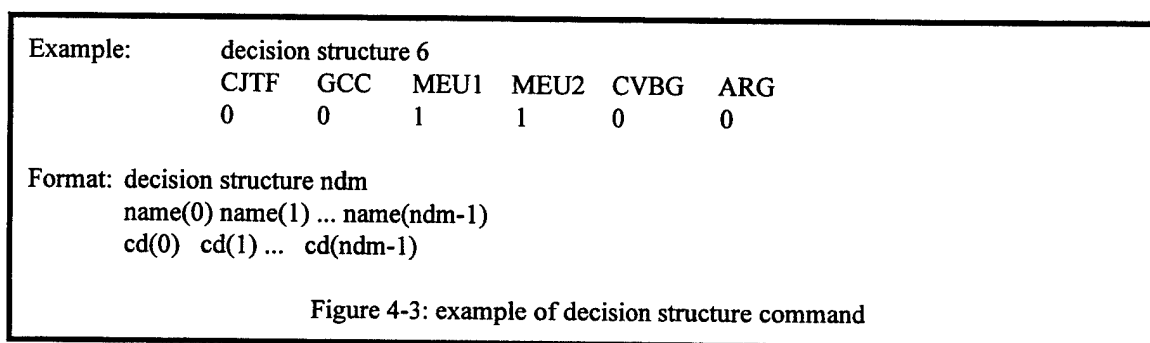 Example: decision structure 6
CJTF GCC MEU1 MEU2 CVBG ARG
0 0 1 1 0 0
Format: decision structure ndm
name(0) name(1) ... name(ndm-1)
cd(0) cd(1) ... cd(ndm-1)
Figure 4-3: example of decision structure command